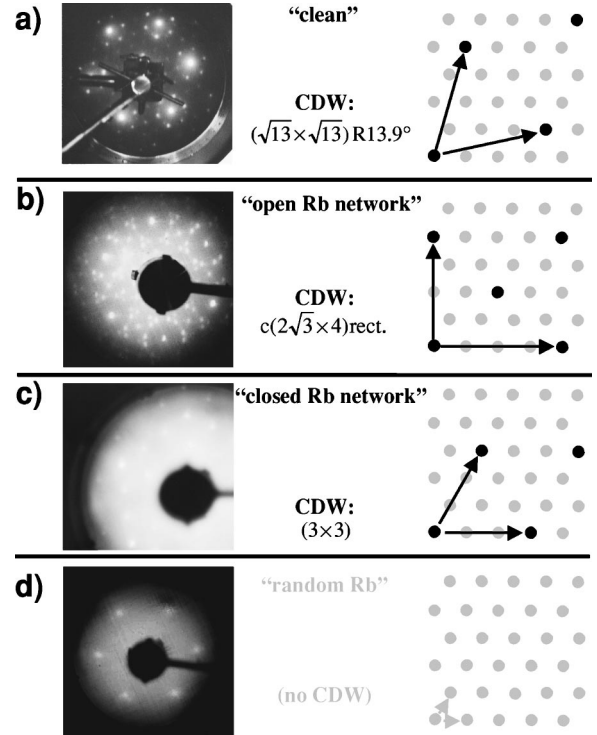 a)
"clean"
CDW:
(√13×√13) R13.9°
b)
"open Rb network"
CDW:
c(2√3×4)rect.
c)
"closed Rb network"
CDW:
(3×3)
d)
"random Rb"
(no CDW)